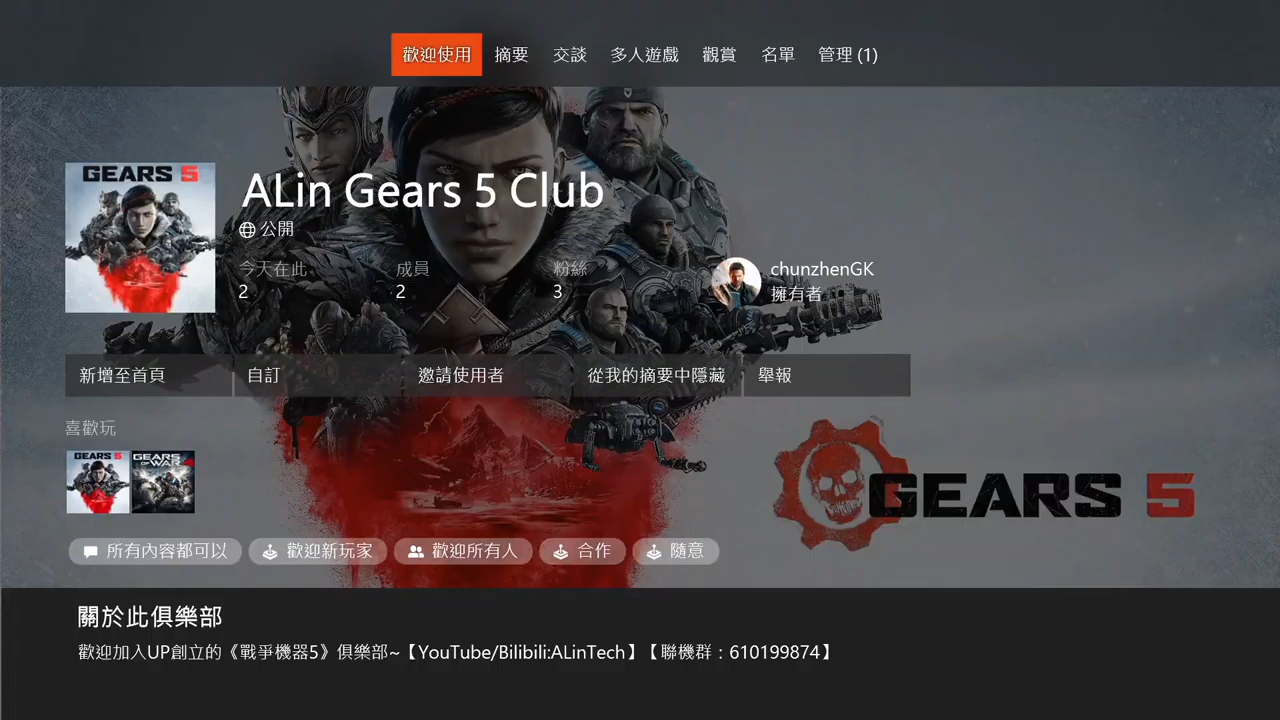 歡迎使用 摘要 交談 多人遊戲 觀賞 名單 管理 (1)
GEARS 5
ALin Gears 5 Club
公開
今天在此 成員 粉絲
2 2 3
chunzhenGK
擁有者
新增至首頁 自訂 邀請使用者 從我的摘要中隱藏 舉報
喜歡玩
GEARS 5 GEARS OF WAR 4
GEARS 5
所有內容都可以 歡迎新玩家 歡迎所有人 合作 隨意
關於此俱樂部
歡迎加入UP創立的《戰爭機器5》俱樂部~【YouTube/Bilibili:ALinTech】【聯機群：610199874】